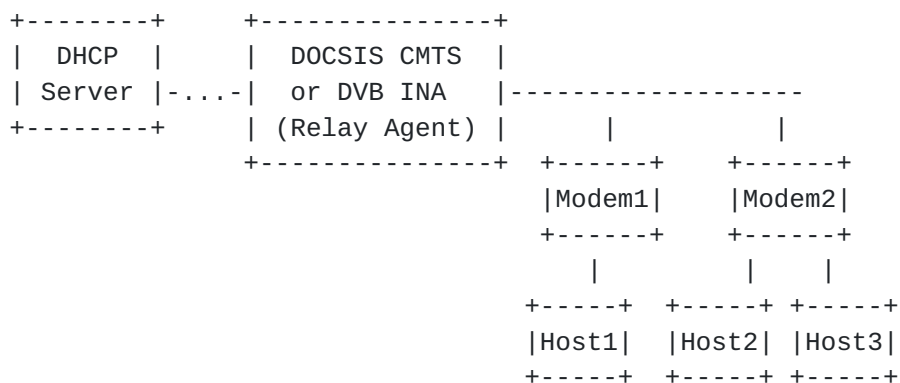 +--------+     +---------------+
|  DHCP  |     |  DOCSIS CMTS  |
| Server |-...-|  or DVB INA   |-------------------
+--------+     | (Relay Agent) |      |          |
               +---------------+  +------+    +------+
                                  |Modem1|    |Modem2|
                                  +------+    +------+
                                     |         |    |
                                 +-----+  +-----+ +-----+
                                 |Host1|  |Host2| |Host3|
                                 +-----+  +-----+ +-----+